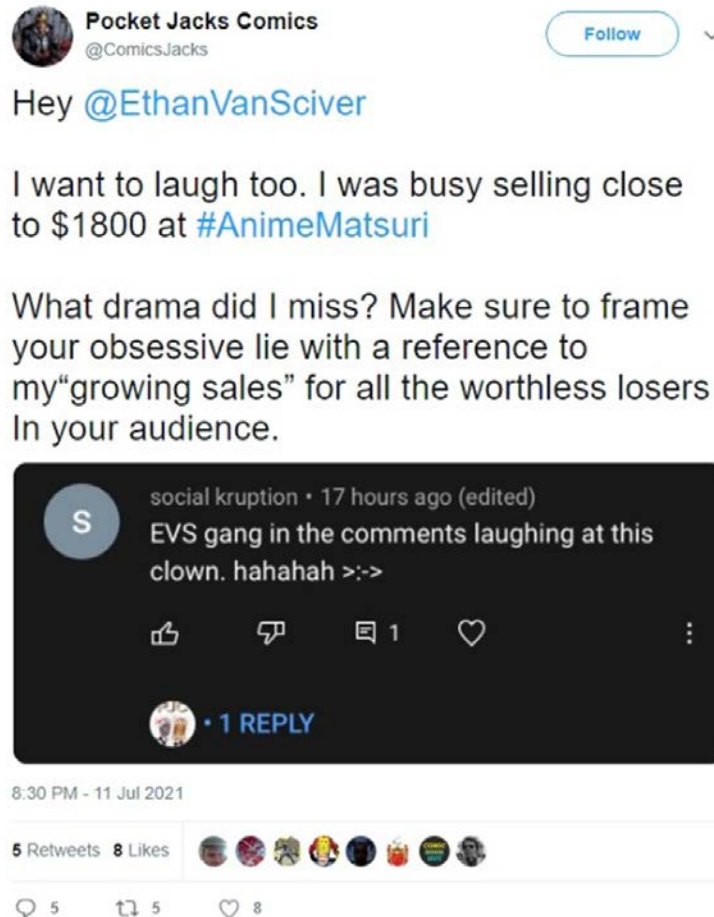 Pocket Jacks Comics
@ComicsJacks
Follow
Hey @EthanVanSciver
I want to laugh too. I was busy selling close
to $1800 at #AnimeMatsuri
What drama did I miss? Make sure to frame
your obsessive lie with a reference to
my“growing sales” for all the worthless losers
In your audience.
S
social kruption • 17 hours ago (edited)
EVS gang in the comments laughing at this
clown. hahahah >:->
1
PJC
• 1 REPLY
8:30 PM - 11 Jul 2021
5 Retweets 8 Likes
5 5 8